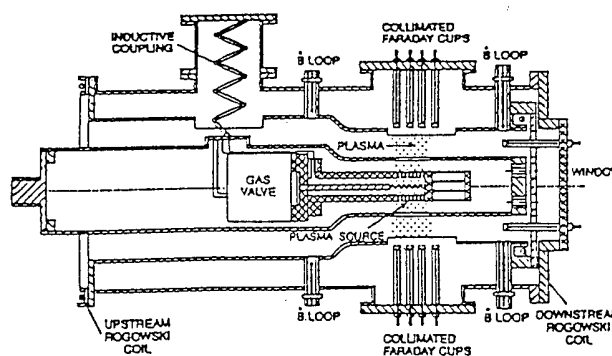 INDUCTIVE
COUPLING
COLLIMATED
FARADAY CUPS
Ḃ LOOP
Ḃ LOOP
PLASMA
GAS
VALVE
WINDOW
PLASMA SOURCE
Ḃ LOOP
Ḃ LOOP
UPSTREAM
ROGOWSKI
COIL
COLLIMATED
FARADAY CUPS
DOWNSTREAM
ROGOWSKI
COIL